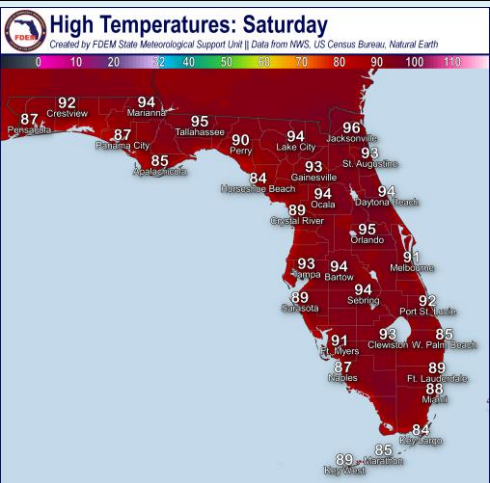 FDEM
High Temperatures: Saturday
Created by FDEM State Meteorological Support Unit || Data from NWS, US Census Bureau, Natural Earth
0 10 20 32 40 50 60 70 80 90 100 110
87
Pensacola
92
Crestview
94
Marianna
87
Panama City
95
Tallahassee
85
Apalachicola
90
Perry
94
Lake City
96
Jacksonville
93
St. Augustine
84
Horseshoe Beach
93
Gainesville
94
Ocala
94
Daytona Beach
89
Crystal River
95
Orlando
91
Melbourne
93
Tampa
94
Bartow
94
Sebring
89
Sarasota
92
Port St. Lucie
91
Ft. Myers
93
Clewiston
85
W. Palm Beach
87
Naples
89
Ft. Lauderdale
88
Miami
84
Key Largo
85
Marathon
89
Key West